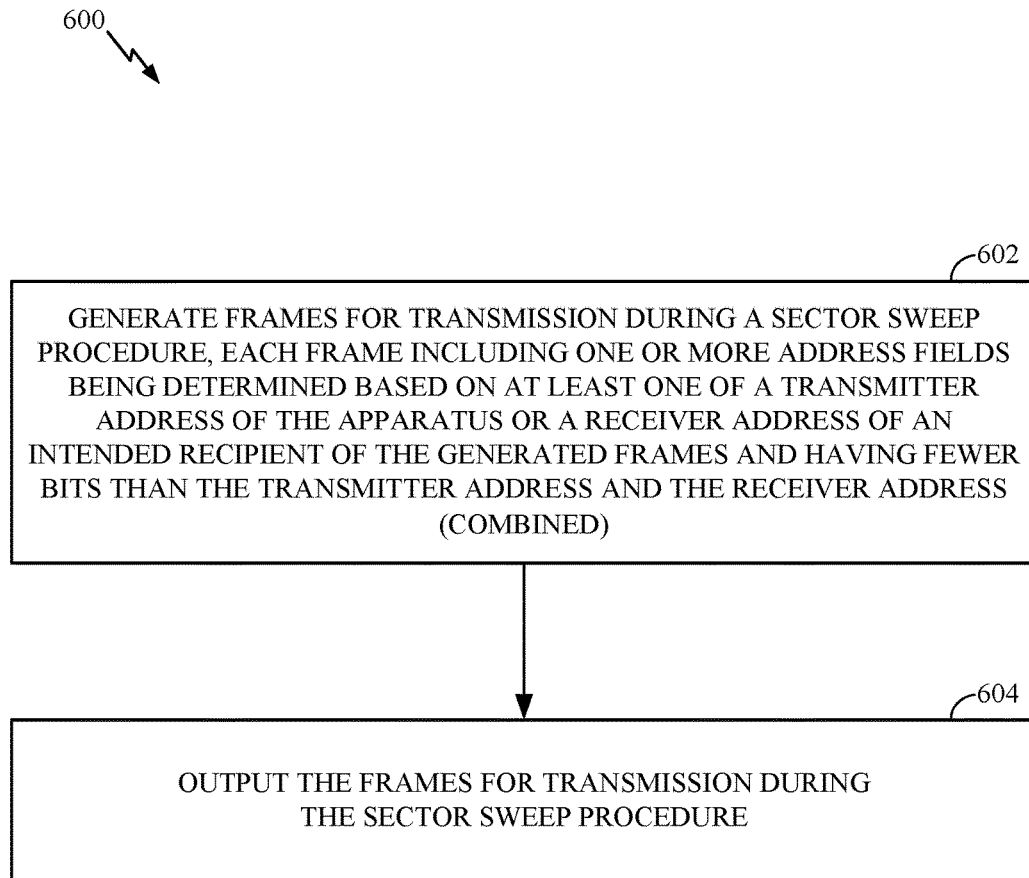 600
602
GENERATE FRAMES FOR TRANSMISSION DURING A SECTOR SWEEP
PROCEDURE, EACH FRAME INCLUDING ONE OR MORE ADDRESS FIELDS
BEING DETERMINED BASED ON AT LEAST ONE OF A TRANSMITTER
ADDRESS OF THE APPARATUS OR A RECEIVER ADDRESS OF AN
INTENDED RECIPIENT OF THE GENERATED FRAMES AND HAVING FEWER
BITS THAN THE TRANSMITTER ADDRESS AND THE RECEIVER ADDRESS
(COMBINED)
604
OUTPUT THE FRAMES FOR TRANSMISSION DURING
THE SECTOR SWEEP PROCEDURE